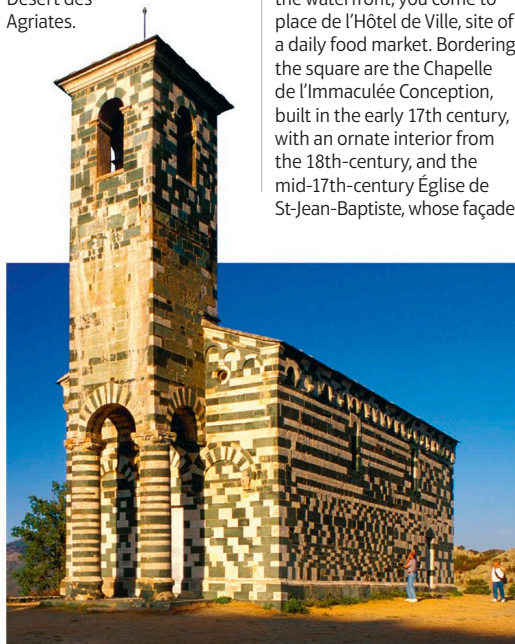 Désert des
Agriates.
the waterfront, you come to
place de l'Hôtel de Ville, site of
a daily food market. Bordering
the square are the Chapelle
de l'Immaculée Conception,
built in the early 17th century,
with an ornate interior from
the 18th-century, and the
mid-17th-century Église de
St-Jean-Baptiste, whose façade